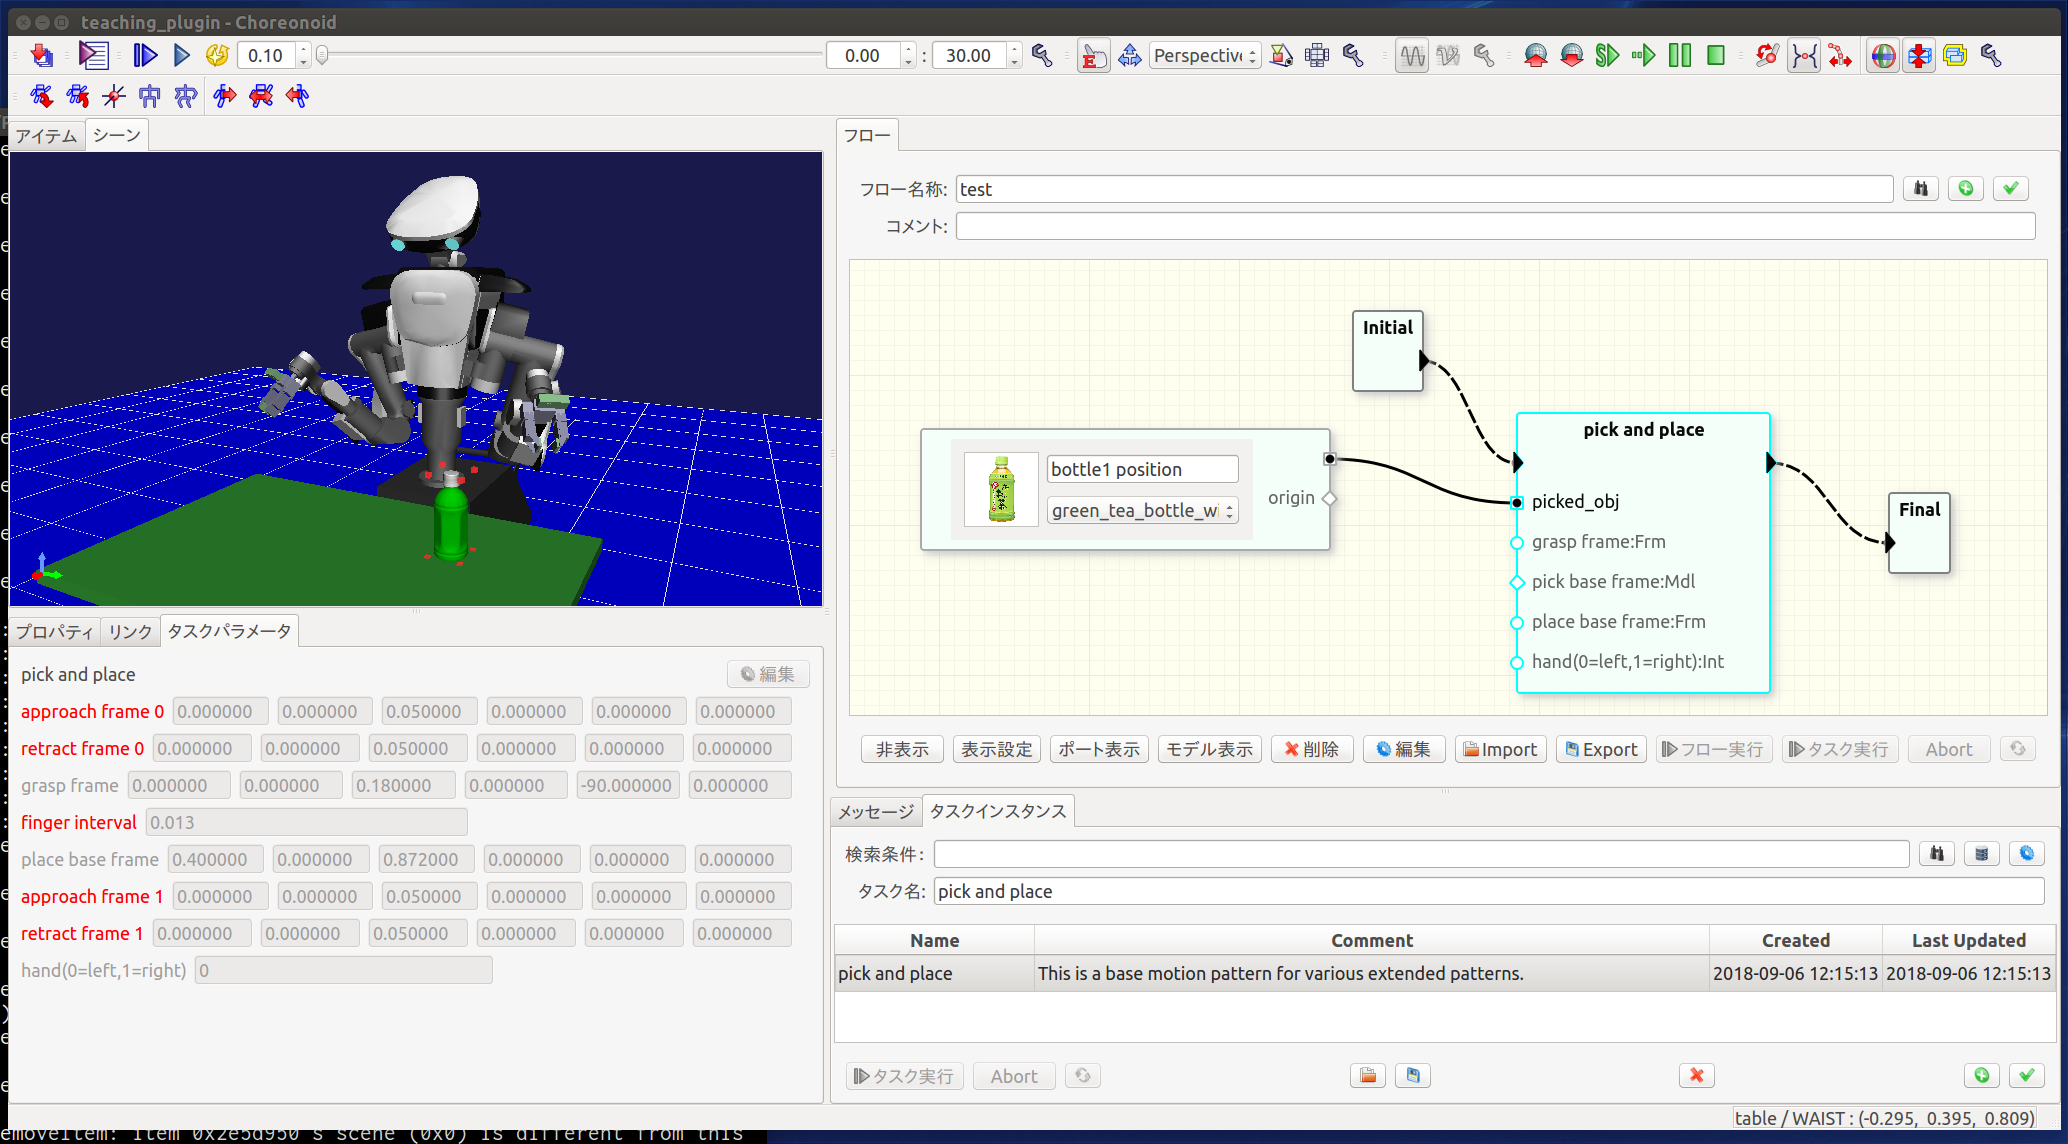 teaching_plugin - Choreonoid
0.10
0.00 : 30.00
Perspective
アイテム シーン
フロー
フロー名称: test
コメント:
Initial
pick and place
bottle1 position
green_tea_bottle_wi
origin
picked_obj
grasp frame:Frm
pick base frame:Mdl
place base frame:Frm
hand(0=left,1=right):Int
Final
非表示 表示設定 ポート表示 モデル表示 削除 編集 Import Export フロー実行 タスク実行 Abort
プロパティ リンク タスクパラメータ
pick and place 編集
approach frame 0 0.000000 0.000000 0.050000 0.000000 0.000000 0.000000
retract frame 0 0.000000 0.000000 0.050000 0.000000 0.000000 0.000000
grasp frame 0.000000 0.000000 0.180000 0.000000 -90.000000 0.000000
finger interval 0.013
place base frame 0.400000 0.000000 0.872000 0.000000 0.000000 0.000000
approach frame 1 0.000000 0.000000 0.050000 0.000000 0.000000 0.000000
retract frame 1 0.000000 0.000000 0.050000 0.000000 0.000000 0.000000
hand(0=left,1=right) 0
メッセージ タスクインスタンス
検索条件:
タスク名: pick and place
Name Comment Created Last Updated
pick and place This is a base motion pattern for various extended patterns. 2018-09-06 12:15:13 2018-09-06 12:15:13
タスク実行 Abort
table / WAIST : (-0.295, 0.395, 0.809)
emoveItem: Item 0x2e5d950's scene (0x0) is different from this